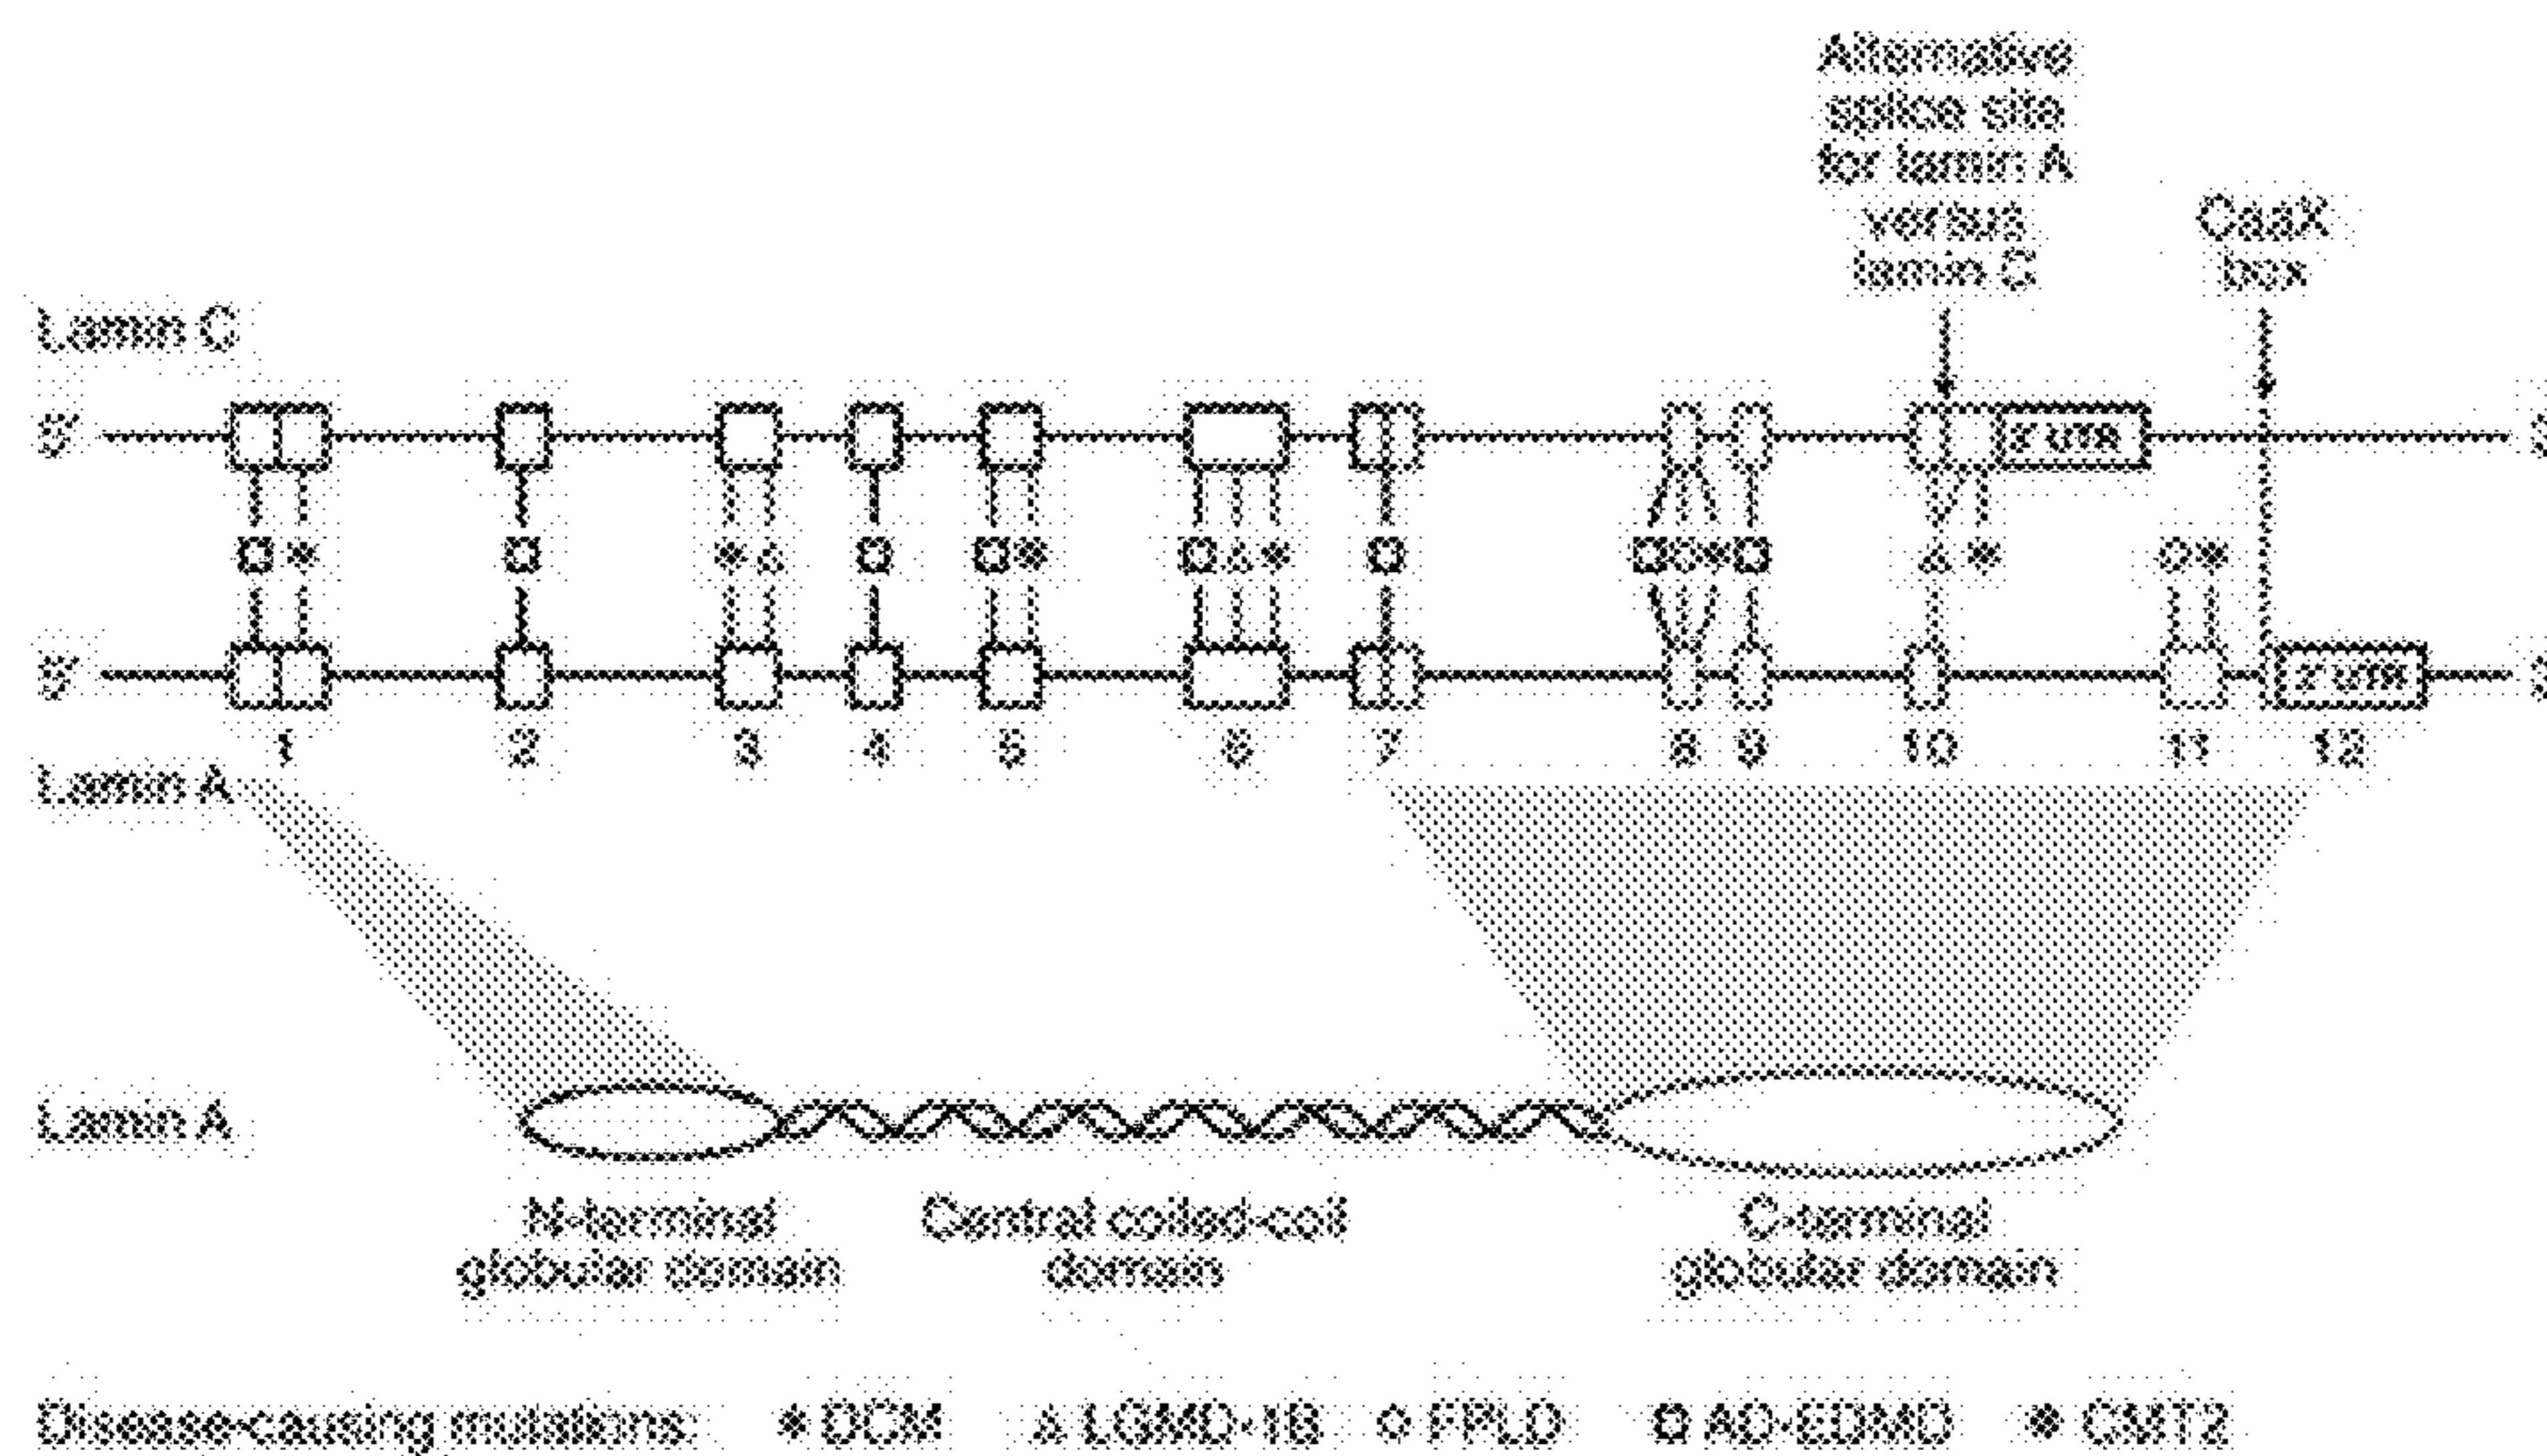 Alternative
splice site
for lamin A
versus
lamin C
CaaX
box
Lamin C
5'
3' UTR
5'
3' UTR
1 2 3 4 5 6 7 8 9 10 11 12
Lamin A
Lamin A
N-terminal
globular domain
Central coiled-coil
domain
C-terminal
globular domain
Disease-causing mutations: DCM LGMD-1B FPLD AD-EDMD CMT2